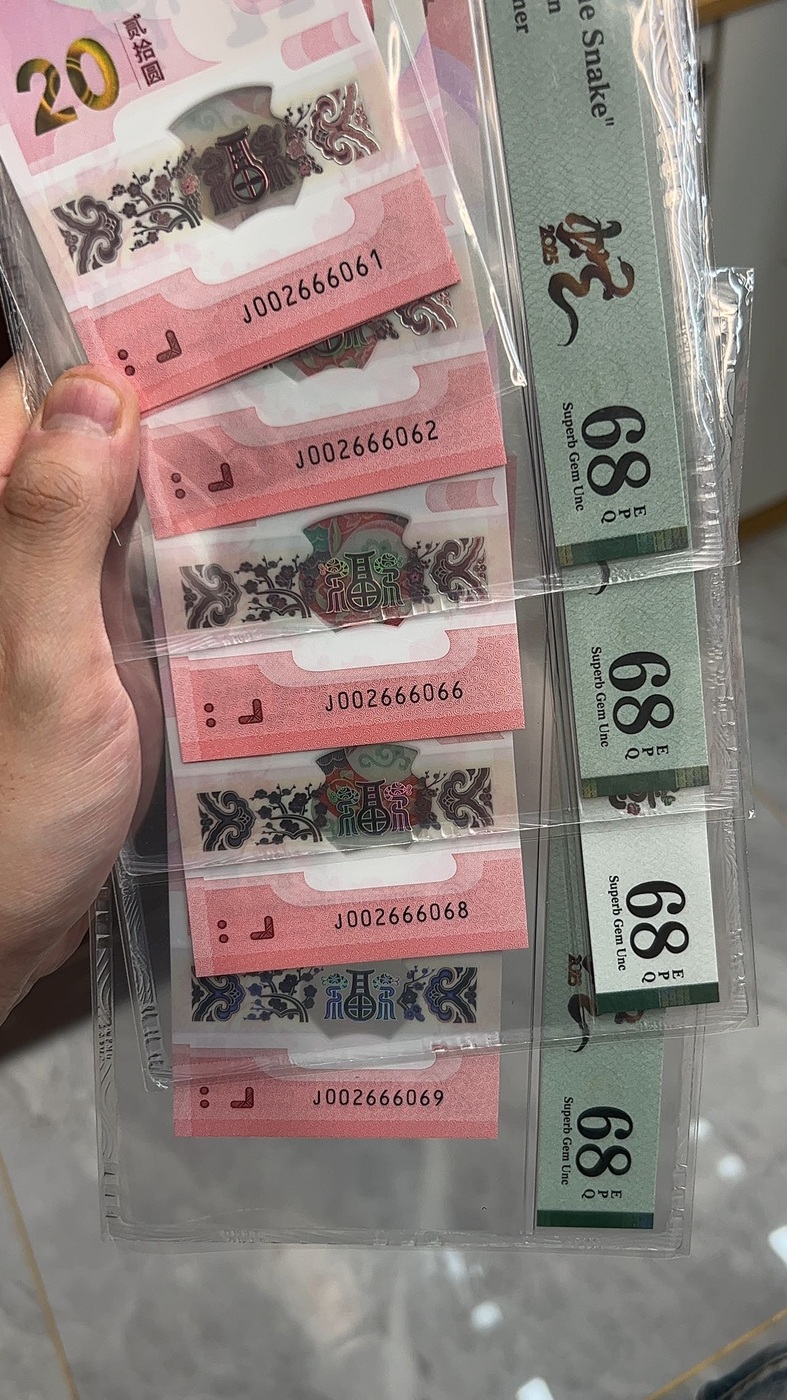 20
贰拾圆
J002666061
J002666062
J002666066
J002666068
J002666069
Snake"
2025
68 EPQ
Superb Gem Unc
68 EPQ
Superb Gem Unc
68 EPQ
Superb Gem Unc
2025
68 EPQ
Superb Gem Unc